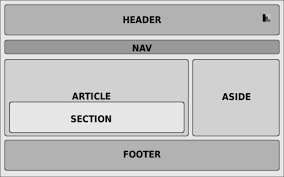 HEADER
NAV
ARTICLE
SECTION
ASIDE
FOOTER